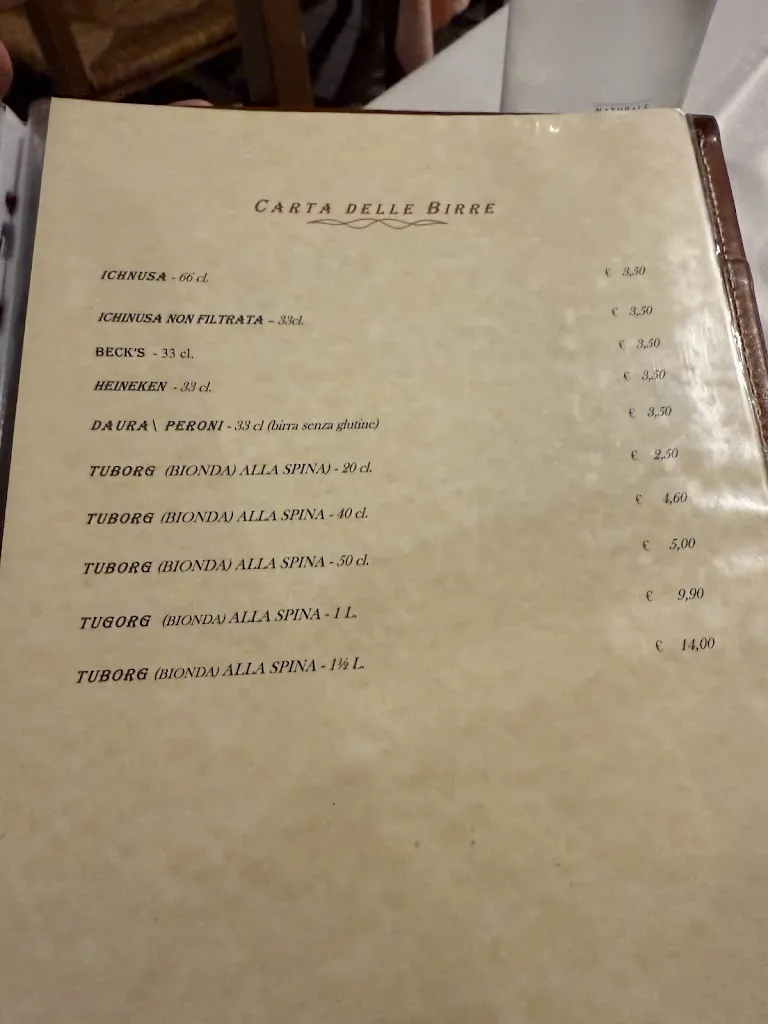 NATURALE
CARTA DELLE BIRRE
ICHNUSA - 66 cl. € 3,50
ICHINUSA NON FILTRATA – 33cl. € 3,50
BECK'S - 33 cl. € 3,50
HEINEKEN - 33 cl. € 3,50
DAURA\ PERONI - 33 cl (birra senza glutine) € 3,50
TUBORG (BIONDA) ALLA SPINA) - 20 cl. € 2,50
TUBORG (BIONDA) ALLA SPINA - 40 cl. € 4,60
TUBORG (BIONDA) ALLA SPINA - 50 cl. € 5,00
TUGORG (BIONDA) ALLA SPINA - 1 L. € 9,90
TUBORG (BIONDA) ALLA SPINA - 1½ L. € 14,00